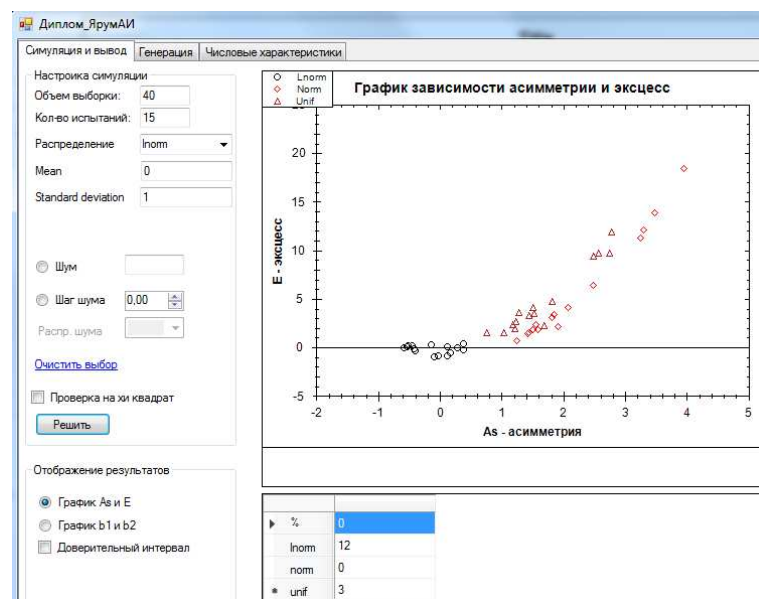 Диплом_ЯрумАИ
Симуляция и вывод Генерация Числовые характеристики
Настройка симуляции
Объем выборки: 40
Кол-во испытаний: 15
Распределение lnorm
Mean 0
Standard deviation 1
Шум
Шаг шума 0,00
Распр. шума
Очистить выбор
Проверка на хи квадрат
Решить
Отображение результатов
График As и E
График b1 и b2
Доверительный интервал
Lnorm
Norm
Unif
График зависимости асимметрии и эксцесс
E - эксцесс
20
15
10
5
0
-5
-2 -1 0 1 2 3 4 5
As - асимметрия
% 0
lnorm 12
norm 0
unif 3